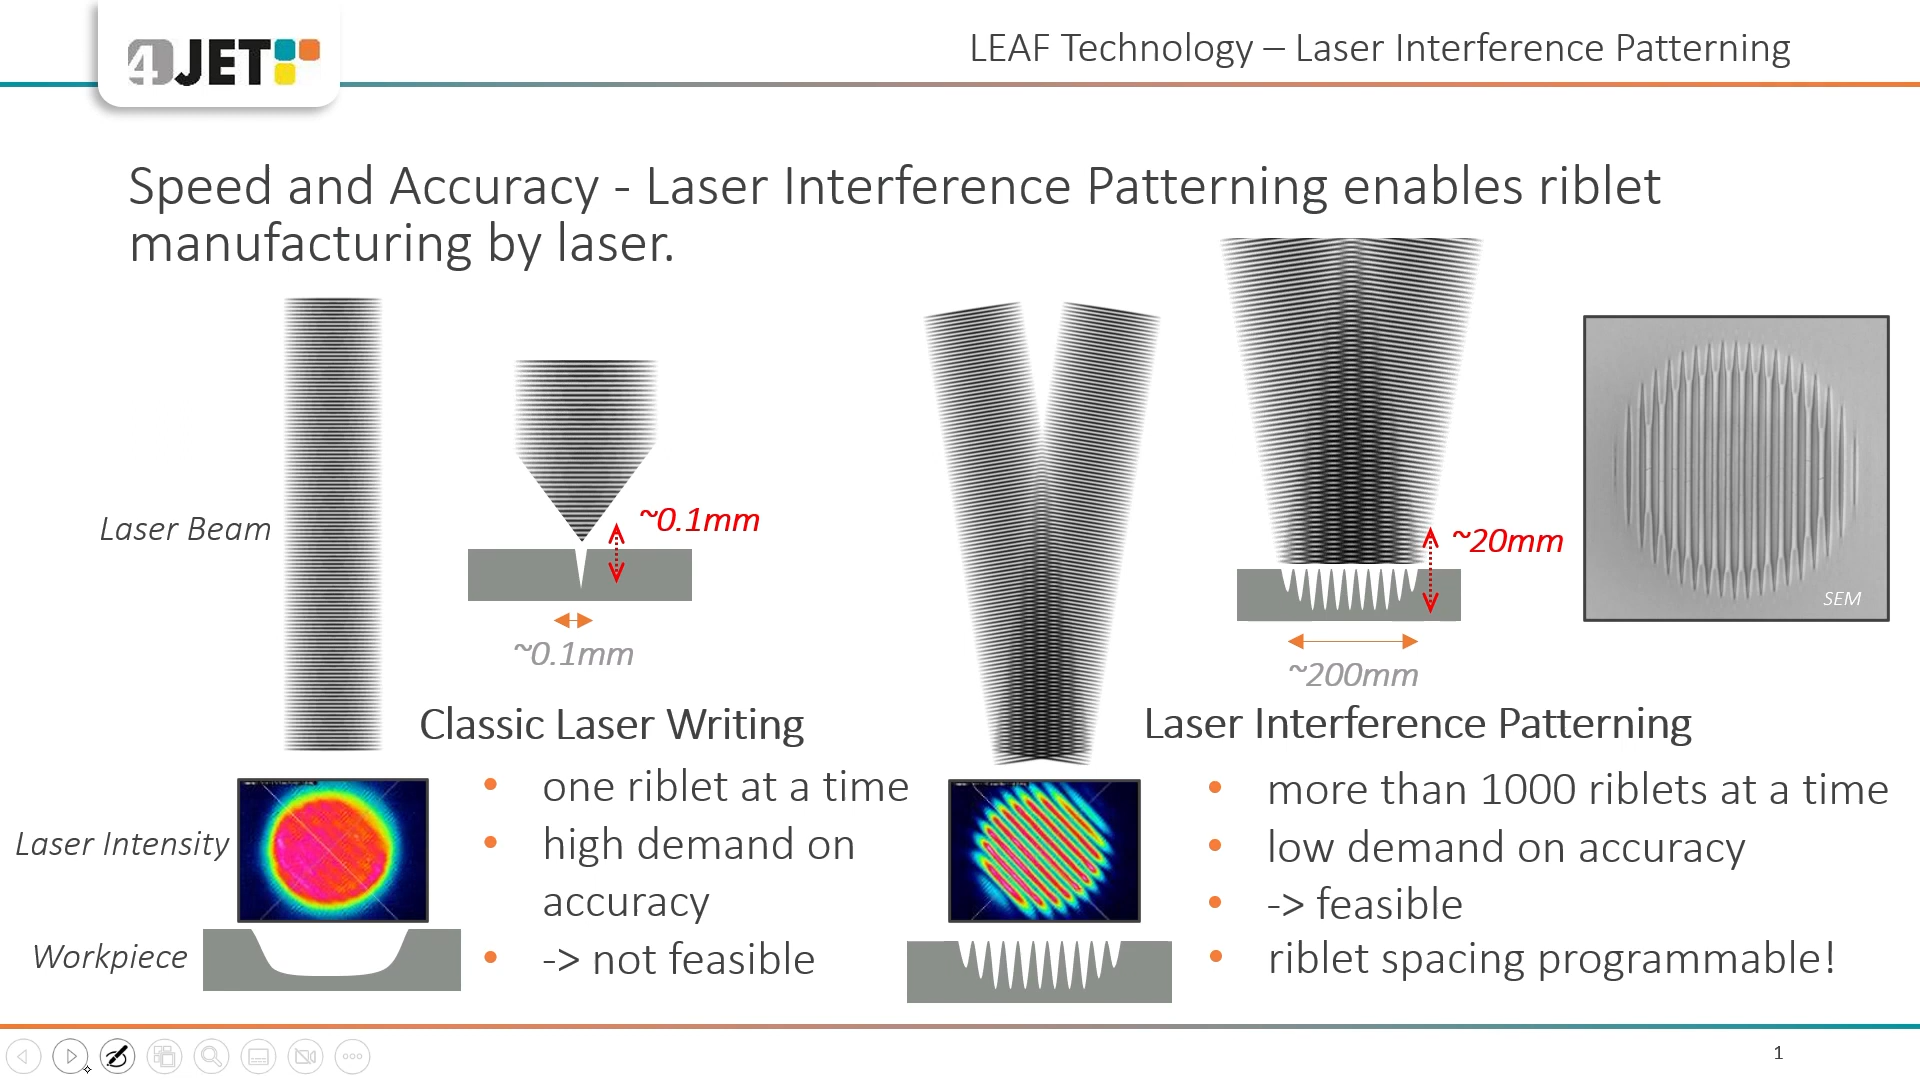 4JET
LEAF Technology – Laser Interference Patterning
Speed and Accuracy - Laser Interference Patterning enables riblet
manufacturing by laser.
Laser Beam
~0.1mm
~0.1mm
~20mm
~200mm
SEM
Classic Laser Writing
• one riblet at a time
• high demand on
accuracy
• -> not feasible
Laser Interference Patterning
• more than 1000 riblets at a time
• low demand on accuracy
• -> feasible
• riblet spacing programmable!
Laser Intensity
Workpiece
1